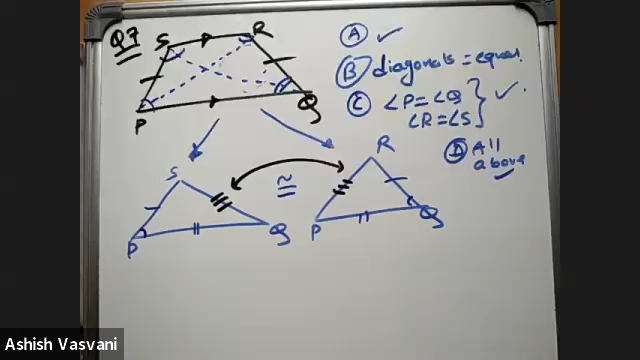 Q7
S R
P Q
A ✓
B diagonals = equal
C ∠P = ∠Q
∠R = ∠S ✓
D All
above
S
P Q
≅
R
P Q
Ashish Vasvani